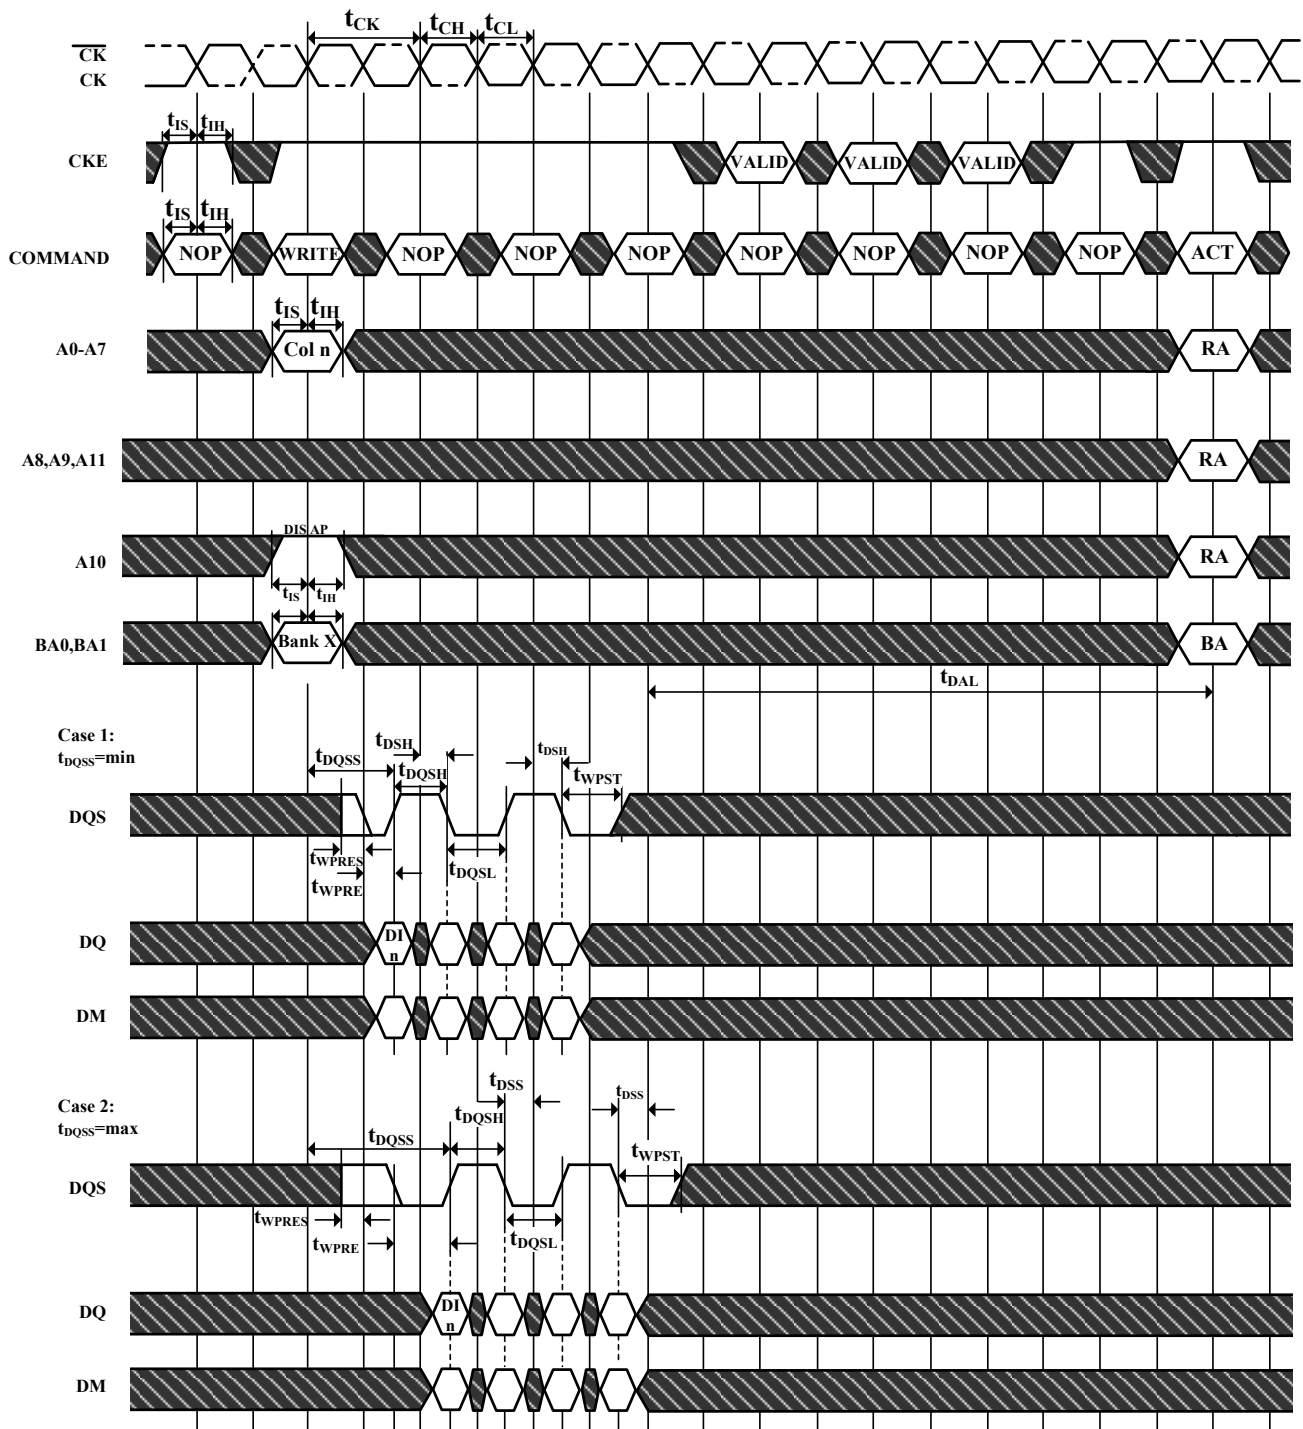 tCK tCH tCL
CK
CK
tIS tIH
CKE VALID VALID VALID
tIS tIH
COMMAND NOP WRITE NOP NOP NOP NOP NOP NOP NOP ACT
tIS tIH
A0-A7 Col n RA
A8,A9,A11 RA
DIS AP
A10 RA
tIS tIH
BA0,BA1 Bank X BA
tDAL
Case 1:
tDQSS=min
tDSH tDSH
tDQSS tDQSH tWPST
DQS
tWPRES tDQSL
tWPRE
DQ DI n
DM
tDSS tDSS
Case 2:
tDQSS=max
tDQSH
tDQSS tWPST
DQS
tWPRES
tWPRE tDQSL
DQ DI n
DM